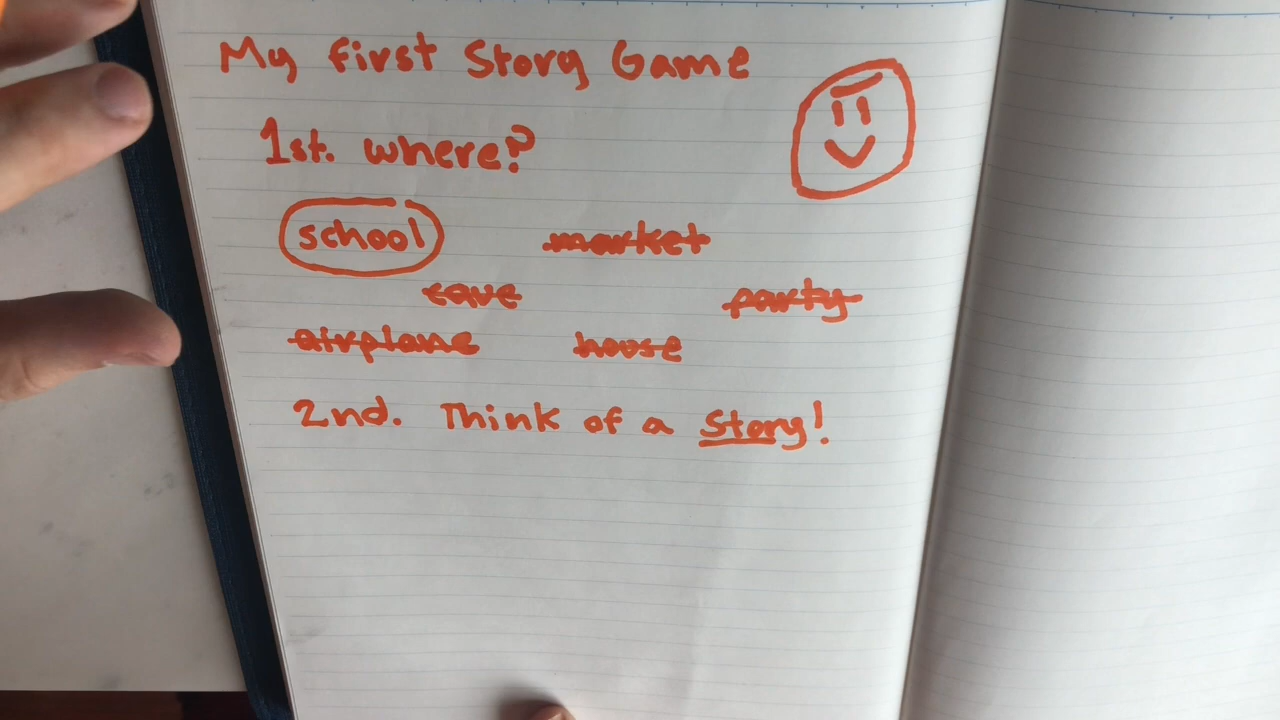 My first Story Game
1st. where?
school market
cave party
airplane house
2nd. Think of a Story!